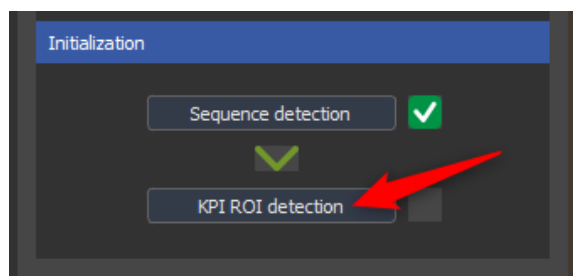 Initialization
Sequence detection
KPI ROI detection